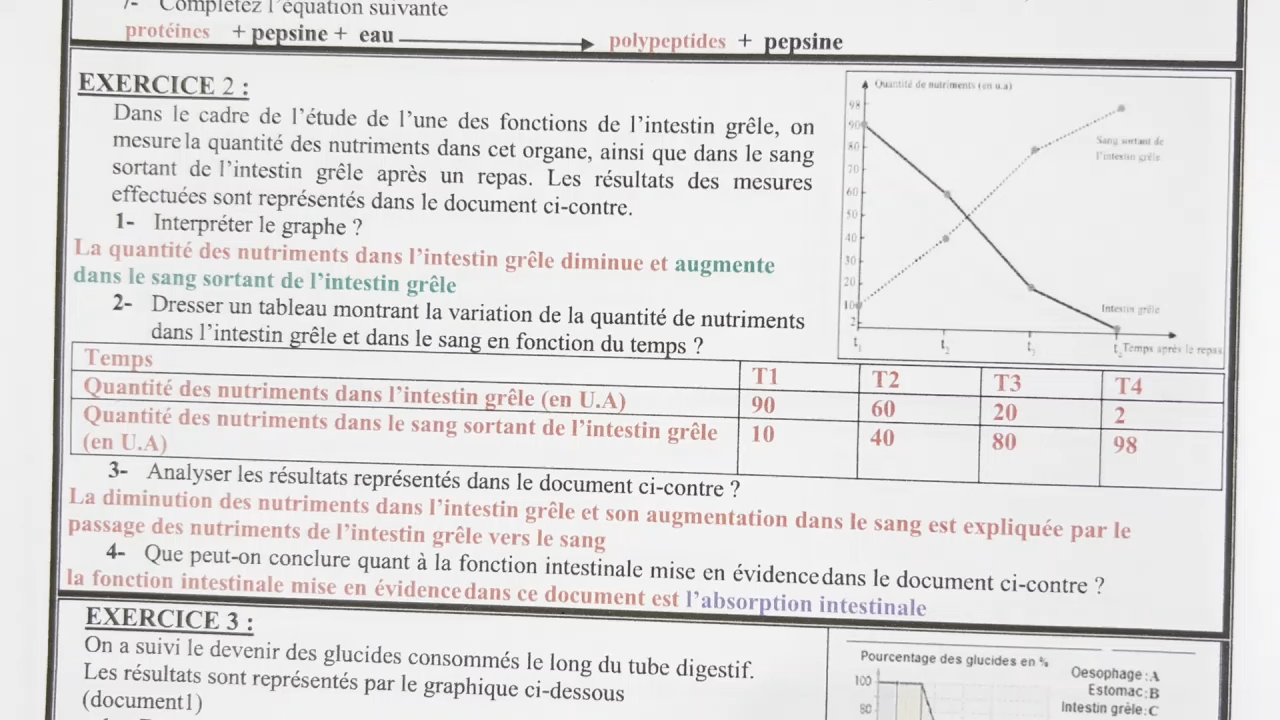 7- Complétez l'équation suivante
protéines + pepsine + eau polypeptides + pepsine
EXERCICE 2 :
Dans le cadre de l'étude de l'une des fonctions de l'intestin grêle, on
mesure la quantité des nutriments dans cet organe, ainsi que dans le sang
sortant de l'intestin grêle après un repas. Les résultats des mesures
effectuées sont représentés dans le document ci-contre.
1- Interpréter le graphe ?
La quantité des nutriments dans l'intestin grêle diminue et augmente
dans le sang sortant de l'intestin grêle
2- Dresser un tableau montrant la variation de la quantité de nutriments
dans l'intestin grêle et dans le sang en fonction du temps ?
Quantité de nutriments (en u.a)
98
90
80
70
60
50
40
30
20
10
2
Sang sortant de
l'intestin grêle
Intestin grêle
t1 t2 t3 t4 Temps après le repas
Temps T1 T2 T3 T4
Quantité des nutriments dans l'intestin grêle (en U.A) 90 60 20 2
Quantité des nutriments dans le sang sortant de l'intestin grêle 10 40 80 98
(en U.A)
3- Analyser les résultats représentés dans le document ci-contre ?
La diminution des nutriments dans l'intestin grêle et son augmentation dans le sang est expliquée par le
passage des nutriments de l'intestin grêle vers le sang
4- Que peut-on conclure quant à la fonction intestinale mise en évidence dans le document ci-contre ?
la fonction intestinale mise en évidence dans ce document est l'absorption intestinale
EXERCICE 3 :
On a suivi le devenir des glucides consommés le long du tube digestif.
Les résultats sont représentés par le graphique ci-dessous
(document1)
Pourcentage des glucides en %
100
80
Oesophage :A
Estomac:B
Intestin grèle:C